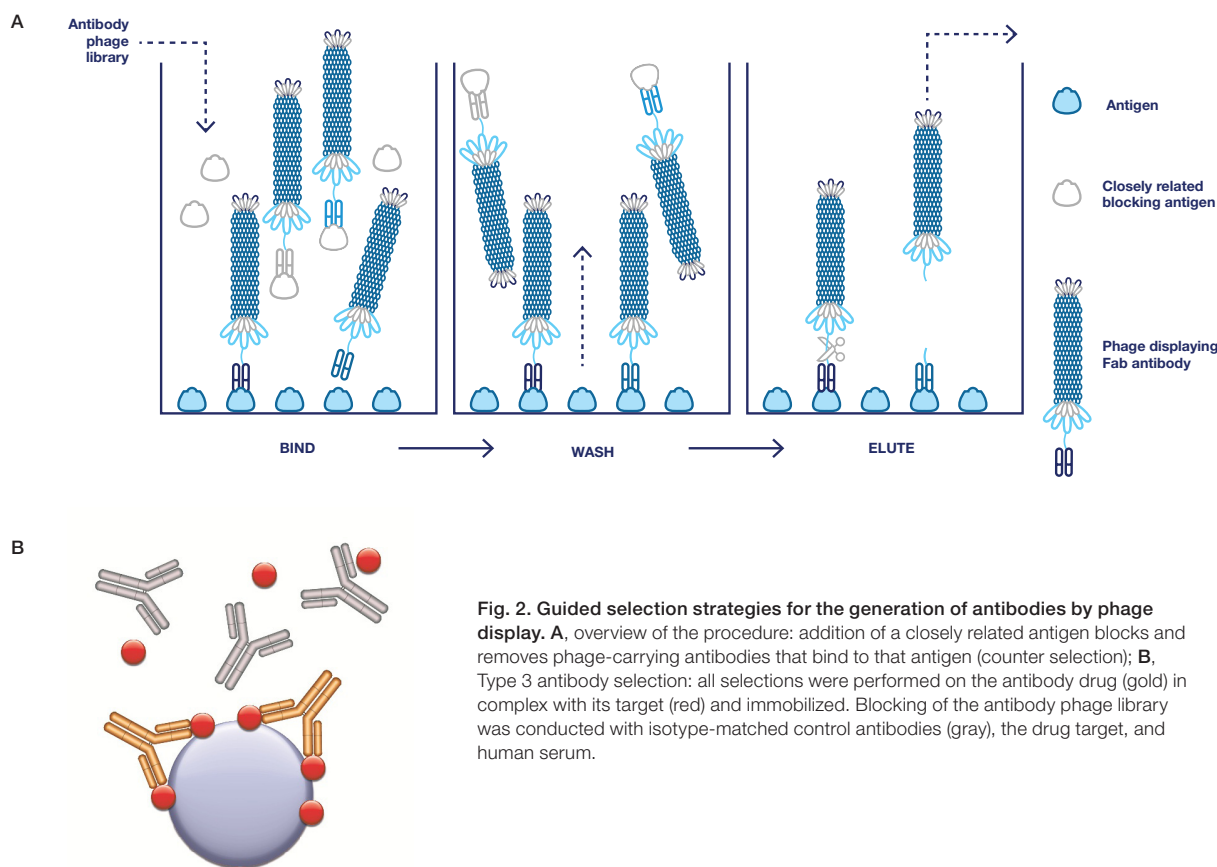 A
Antibody
phage
library
Antigen
Closely related
blocking antigen
Phage displaying
Fab antibody
BIND
WASH
ELUTE
B
Fig. 2. Guided selection strategies for the generation of antibodies by phage
display. A, overview of the procedure: addition of a closely related antigen blocks and
removes phage-carrying antibodies that bind to that antigen (counter selection); B,
Type 3 antibody selection: all selections were performed on the antibody drug (gold) in
complex with its target (red) and immobilized. Blocking of the antibody phage library
was conducted with isotype-matched control antibodies (gray), the drug target, and
human serum.